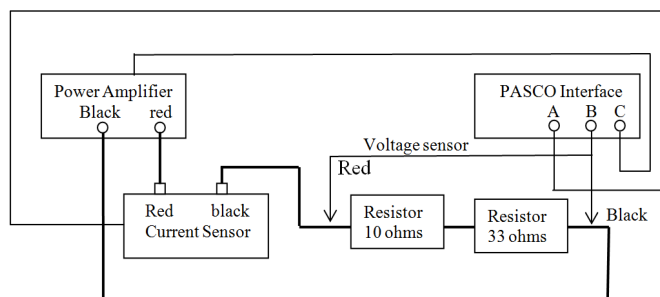 Power Amplifier
Black red
PASCO Interface
A B C
Voltage sensor
Red
Red black
Current Sensor
Resistor
10 ohms
Resistor
33 ohms
Black